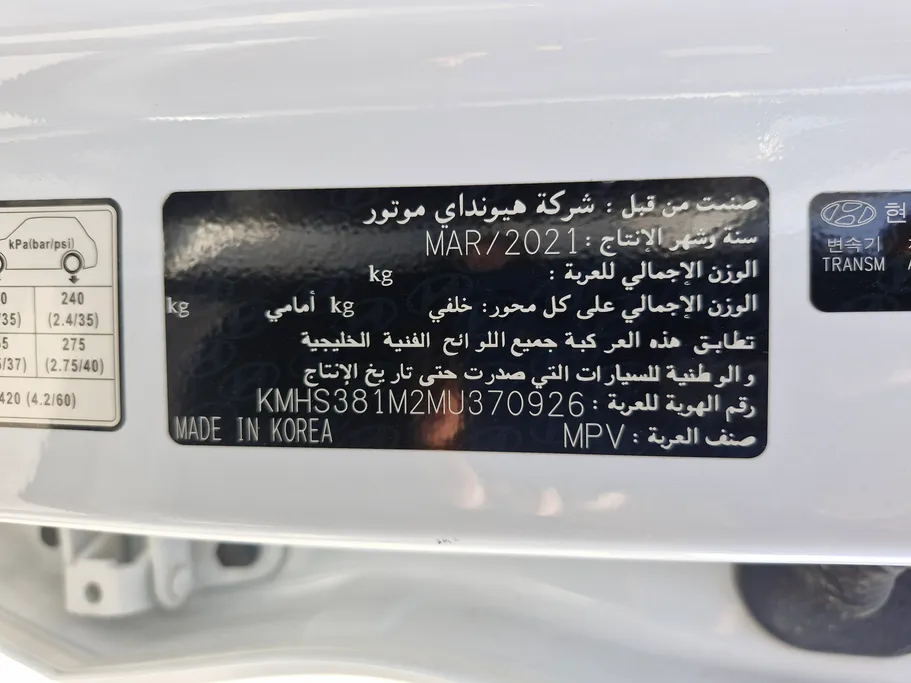 kPa(bar/psi)
240
(2.4/35)
275
(2.75/40)
420 (4.2/60)
صنعت من قبل : شركة هيونداي موتور
سنة وشهر الإنتاج : MAR/2021
الوزن الإجمالي للعربة : kg
الوزن الإجمالي على كل محور: خلفي kg أمامي kg
تطابق هذه العركبة جميع اللوائح الفنية الخليجية
والوطنية للسيارات التي صدرت حتى تاريخ الإنتاج
رقم الهوية للعربة : KMHS381M2MU370926
صنف العربة : MPV
MADE IN KOREA
현
변속기
TRANSM